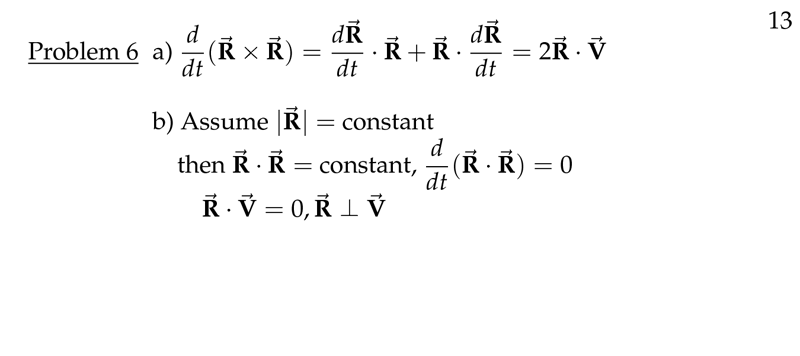 13
Problem 6 a) $\frac{d}{dt}(\vec{\mathbf{R}} \times \vec{\mathbf{R}}) = \frac{d\vec{\mathbf{R}}}{dt} \cdot \vec{\mathbf{R}} + \vec{\mathbf{R}} \cdot \frac{d\vec{\mathbf{R}}}{dt} = 2\vec{\mathbf{R}} \cdot \vec{\mathbf{V}}$
b) Assume $|\vec{\mathbf{R}}| =$ constant
then $\vec{\mathbf{R}} \cdot \vec{\mathbf{R}} =$ constant, $\frac{d}{dt}(\vec{\mathbf{R}} \cdot \vec{\mathbf{R}}) = 0$
$\vec{\mathbf{R}} \cdot \vec{\mathbf{V}} = 0, \vec{\mathbf{R}} \perp \vec{\mathbf{V}}$